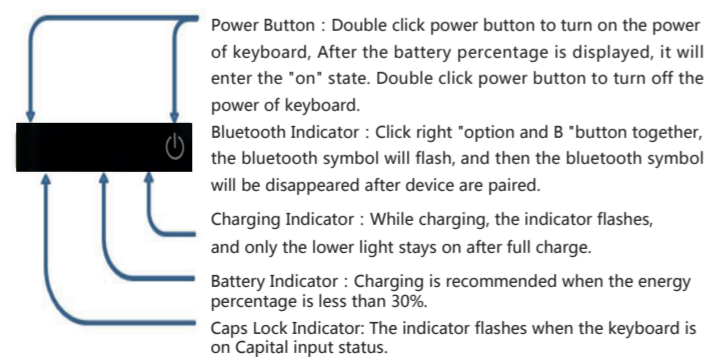 Power Button：Double click power button to turn on the power
of keyboard, After the battery percentage is displayed, it will
enter the "on" state. Double click power button to turn off the
power of keyboard.
Bluetooth Indicator：Click right "option and B "button together,
the bluetooth symbol will flash, and then the bluetooth symbol
will be disappeared after device are paired.
Charging Indicator：While charging, the indicator flashes,
and only the lower light stays on after full charge.
Battery Indicator：Charging is recommended when the energy
percentage is less than 30%.
Caps Lock Indicator: The indicator flashes when the keyboard is
on Capital input status.